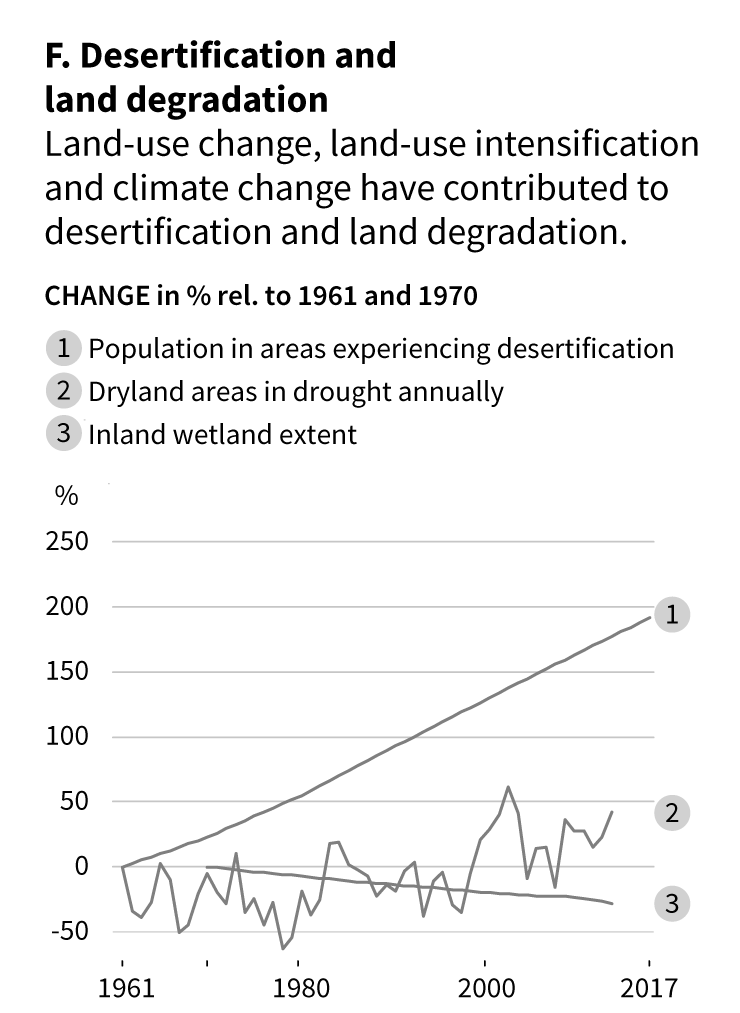 F. Desertification and
land degradation
Land-use change, land-use intensification
and climate change have contributed to
desertification and land degradation.
CHANGE in % rel. to 1961 and 1970
1 Population in areas experiencing desertification
2 Dryland areas in drought annually
3 Inland wetland extent
%
250
200
1
150
100
50
2
0
3
-50
1961 1980 2000 2017